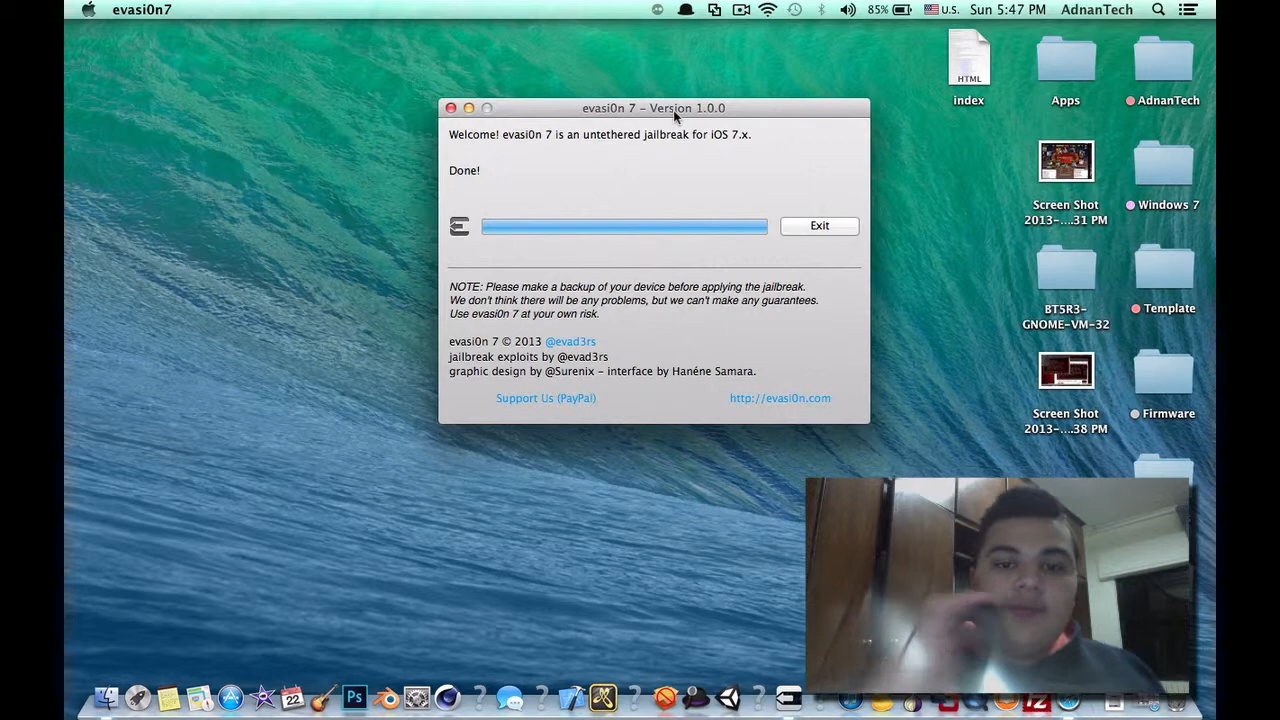 evasi0n7
85%
U.S.
Sun 5:47 PM
AdnanTech
evasi0n 7 – Version 1.0.0
Welcome! evasi0n 7 is an untethered jailbreak for iOS 7.x.
Done!
Exit
NOTE: Please make a backup of your device before applying the jailbreak.
We don't think there will be any problems, but we can't make any guarantees.
Use evasi0n 7 at your own risk.
evasi0n 7 © 2013 @evad3rs
jailbreak exploits by @evad3rs
graphic design by @Surenix – interface by Hanéne Samara.
Support Us (PayPal)
http://evasi0n.com
HTML
index
Apps
AdnanTech
Screen Shot
2013-....31 PM
Windows 7
BT5R3-
GNOME-VM-32
Template
Screen Shot
2013-....38 PM
Firmware
22
Ps